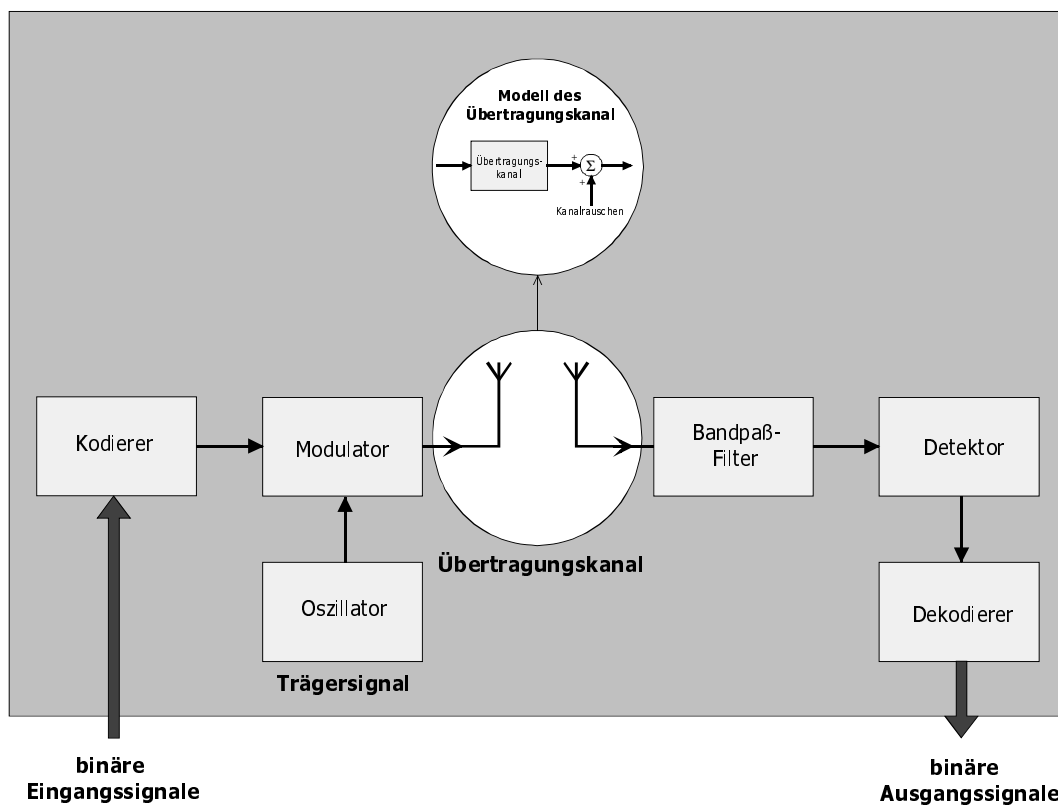 Modell des
Übertragungskanal
Übertragungs-
kanal
+
Σ
+
Kanalrauschen
Kodierer
Modulator
Bandpaß-
Filter
Detektor
Übertragungskanal
Oszillator
Dekodierer
Trägersignal
binäre
Eingangssignale
binäre
Ausgangssignale